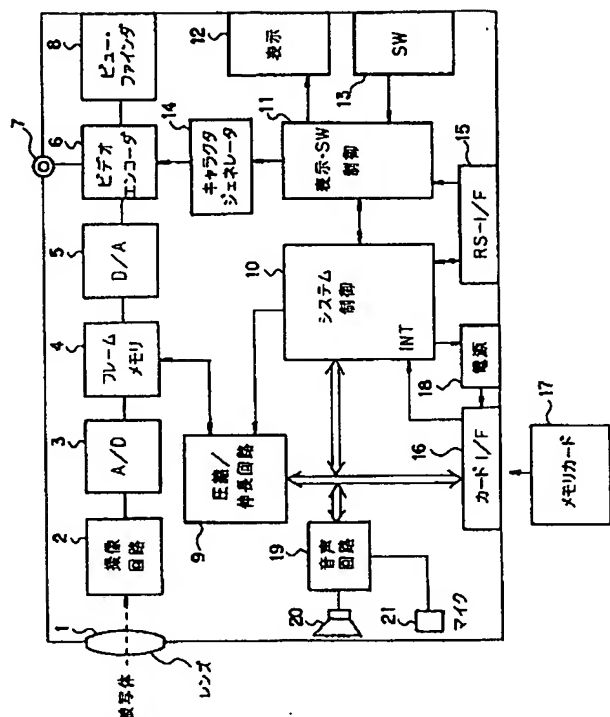 被写体
レンズ
1
2
撮像
回路
3
A/D
4
フレーム
メモリ
5
D/A
6
ビデオ
エンコーダ
7
8
ビュー・
ファインダ
9
圧縮/
伸長回路
10
システム
制御
INT
11
表示・SW
制御
12
表示
13
SW
14
キャラクタ
ジェネレータ
15
RS-I/F
16
カードI/F
17
メモリカード
18
電源
19
音声
回路
20
21
マイク